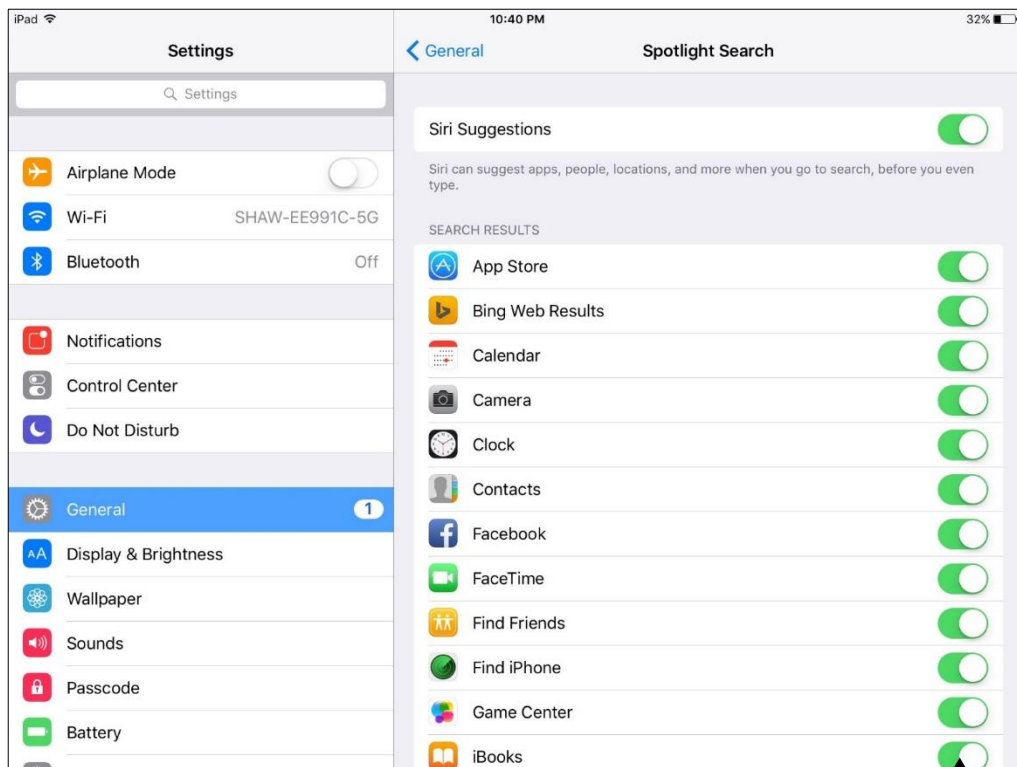 iPad
10:40 PM
32%
Settings
Settings
Airplane Mode
Wi-Fi SHAW-EE991C-5G
Bluetooth Off
Notifications
Control Center
Do Not Disturb
General 1
AA Display & Brightness
Wallpaper
Sounds
Passcode
Battery
General
Spotlight Search
Siri Suggestions
Siri can suggest apps, people, locations, and more when you go to search, before you even
type.
SEARCH RESULTS
App Store
Bing Web Results
Calendar
Camera
Clock
Contacts
Facebook
FaceTime
Find Friends
Find iPhone
Game Center
iBooks